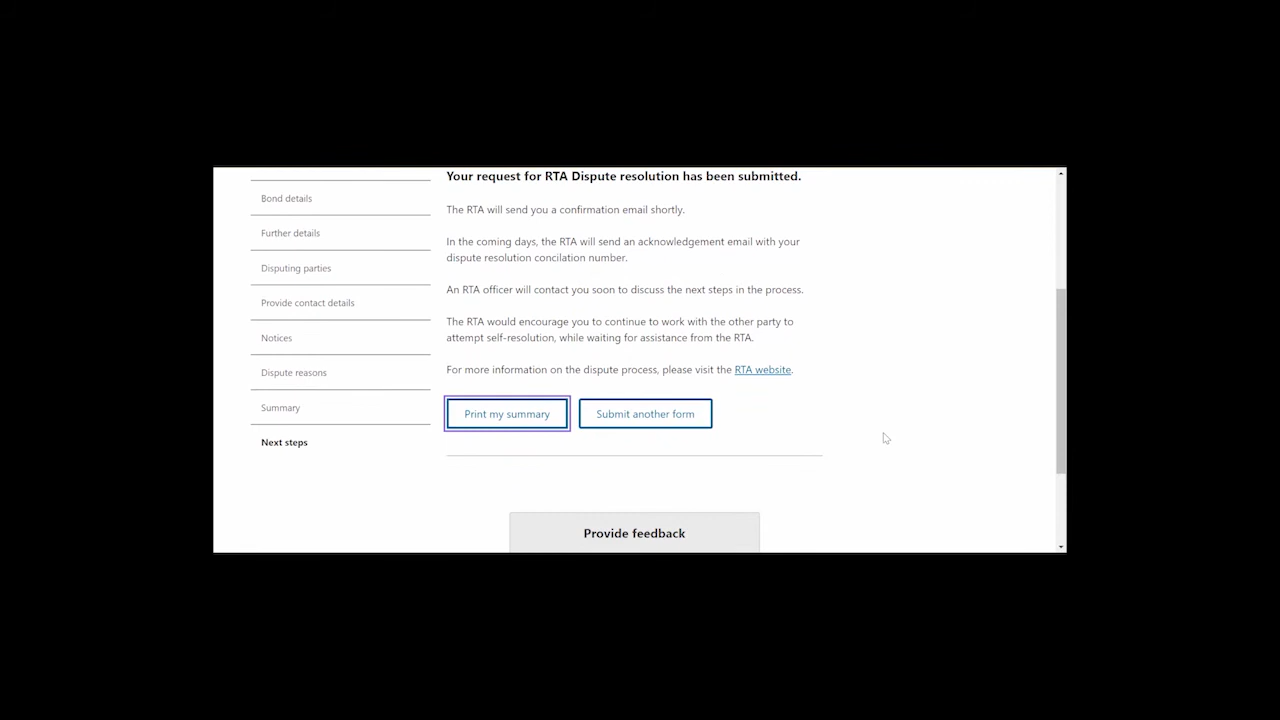 Your request for RTA Dispute resolution has been submitted.
Bond details
The RTA will send you a confirmation email shortly.
Further details
In the coming days, the RTA will send an acknowledgement email with your
dispute resolution concilation number.
Disputing parties
An RTA officer will contact you soon to discuss the next steps in the process.
Provide contact details
The RTA would encourage you to continue to work with the other party to
attempt self-resolution, while waiting for assistance from the RTA.
Notices
Dispute reasons
For more information on the dispute process, please visit the RTA website.
Summary
Print my summary
Submit another form
Next steps
Provide feedback